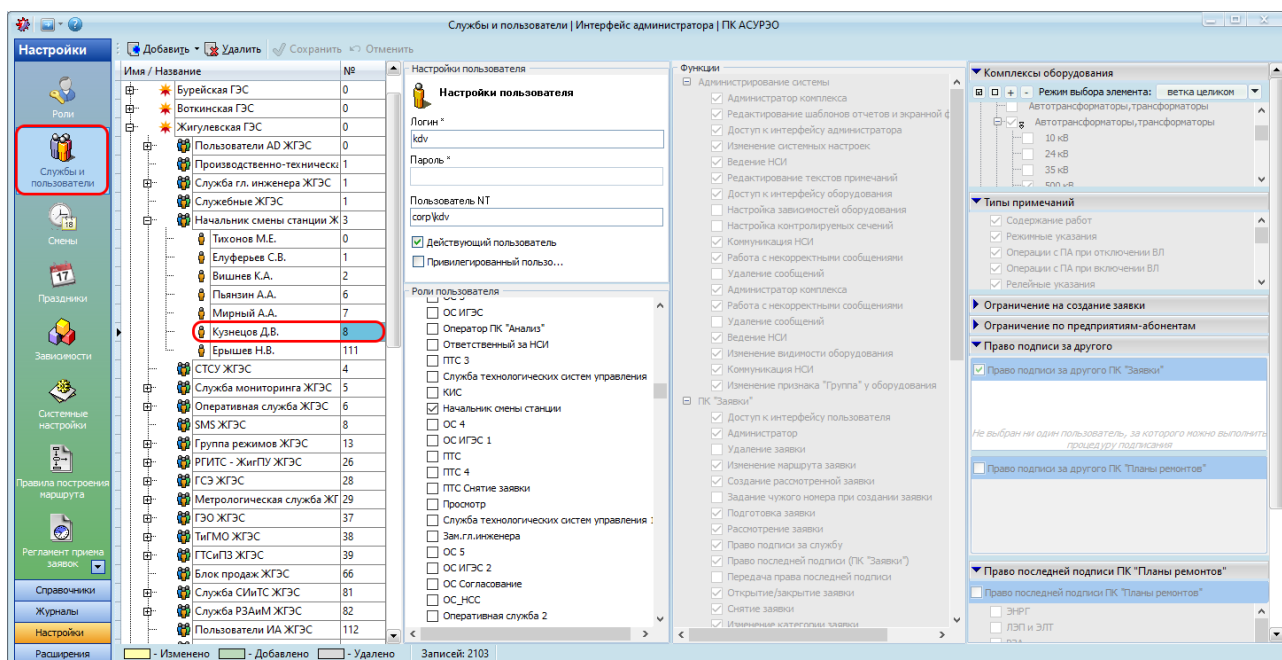 Службы и пользователи | Интерфейс администратора | ПК АСУРЭО
Настройки
Добавить
Удалить
Сохранить
Отменить
Роли
Службы и
пользователи
Смены
Праздники
Зависимости
Системные
настройки
Правила построения
маршрута
Регламент приема
заявок
Справочники
Журналы
Настройки
Расширения
Имя / Название №
Бурейская ГЭС 0
Воткинская ГЭС 0
Жигулевская ГЭС 0
Пользователи AD ЖГЭС 0
Производственно-техническа 1
Служба гл. инженера ЖГЭС 1
Служебные ЖГЭС 1
Начальник смены станции Ж 3
Тихонов М.Е. 0
Елуферьев С.В. 1
Вишнев К.А. 2
Пьянзин А.А. 6
Мирный А.А. 7
Кузнецов Д.В. 8
Ерышев Н.В. 111
СТСУ ЖГЭС 4
Служба мониторинга ЖГЭС 5
Оперативная служба ЖГЭС 6
SMS ЖГЭС 8
Группа режимов ЖГЭС 13
РГИТС - ЖигПУ ЖГЭС 26
ГСЭ ЖГЭС 28
Метрологическая служба ЖГ 29
ГЭО ЖГЭС 37
ТиГМО ЖГЭС 38
ГТСиПЗ ЖГЭС 39
Блок продаж ЖГЭС 66
Служба СИиТС ЖГЭС 81
Служба РЗАиМ ЖГЭС 82
Пользователи ИА ЖГЭС 112
- Изменено
- Добавлено
- Удалено
Записей: 2103
Настройки пользователя
Настройки пользователя
Логин *
kdv
Пароль *
Пользователь NT
corp\kdv
Действующий пользователь
Привилегированный пользо...
Роли пользователя
ОС ИГЭС
Оператор ПК "Анализ"
Ответственный за НСИ
ПТС 3
Служба технологических систем управления
КИС
Начальник смены станции
ОС 4
ОС ИГЭС 1
ПТС
ПТС 4
ПТС Снятие заявки
Просмотр
Служба технологических систем управления 1
Зам.гл.инженера
ОС 5
ОС ИГЭС 2
ОС Согласование
ОС_НСС
Оперативная служба 2
Функции
Администрирование системы
Администратор комплекса
Редактирование шаблонов отчетов и экранной ф
Доступ к интерфейсу администратора
Изменение системных настроек
Ведение НСИ
Редактирование текстов примечаний
Доступ к интерфейсу оборудования
Настройка зависимостей оборудования
Настройка контролируемых сечений
Коммуникация НСИ
Работа с некорректными сообщениями
Удаление сообщений
Администратор комплекса
Работа с некорректными сообщениями
Удаление сообщений
Ведение НСИ
Изменение видимости оборудования
Коммуникация НСИ
Изменение признака "Группа" у оборудования
ПК "Заявки"
Доступ к интерфейсу пользователя
Администратор
Удаление заявки
Изменение маршрута заявки
Создание рассмотренной заявки
Задание чужого номера при создании заявки
Подготовка заявки
Рассмотрение заявки
Право подписи за службу
Право последней подписи (ПК "Заявки")
Передача права последней подписи
Открытие/закрытие заявки
Снятие заявки
Изменение категории заявки
Комплексы оборудования
Режим выбора элемента: ветка целиком
Автотрансформаторы,трансформаторы
Автотрансформаторы,трансформаторы
10 кВ
24 кВ
35 кВ
500 кВ
Типы примечаний
Содержание работ
Режимные указания
Операции с ПА при отключении ВЛ
Операции с ПА при включении ВЛ
Релейные указания
Ограничение на создание заявки
Ограничение по предприятиям-абонентам
Право подписи за другого
Право подписи за другого ПК "Заявки"
Не выбран ни один пользователь, за которого можно выполнить
процедуру подписания
Право подписи за другого ПК "Планы ремонтов"
Право последней подписи ПК "Планы ремонтов"
Право последней подписи ПК "Планы ремонтов"
ЭНРГ
ЛЭП и ЭЛТ